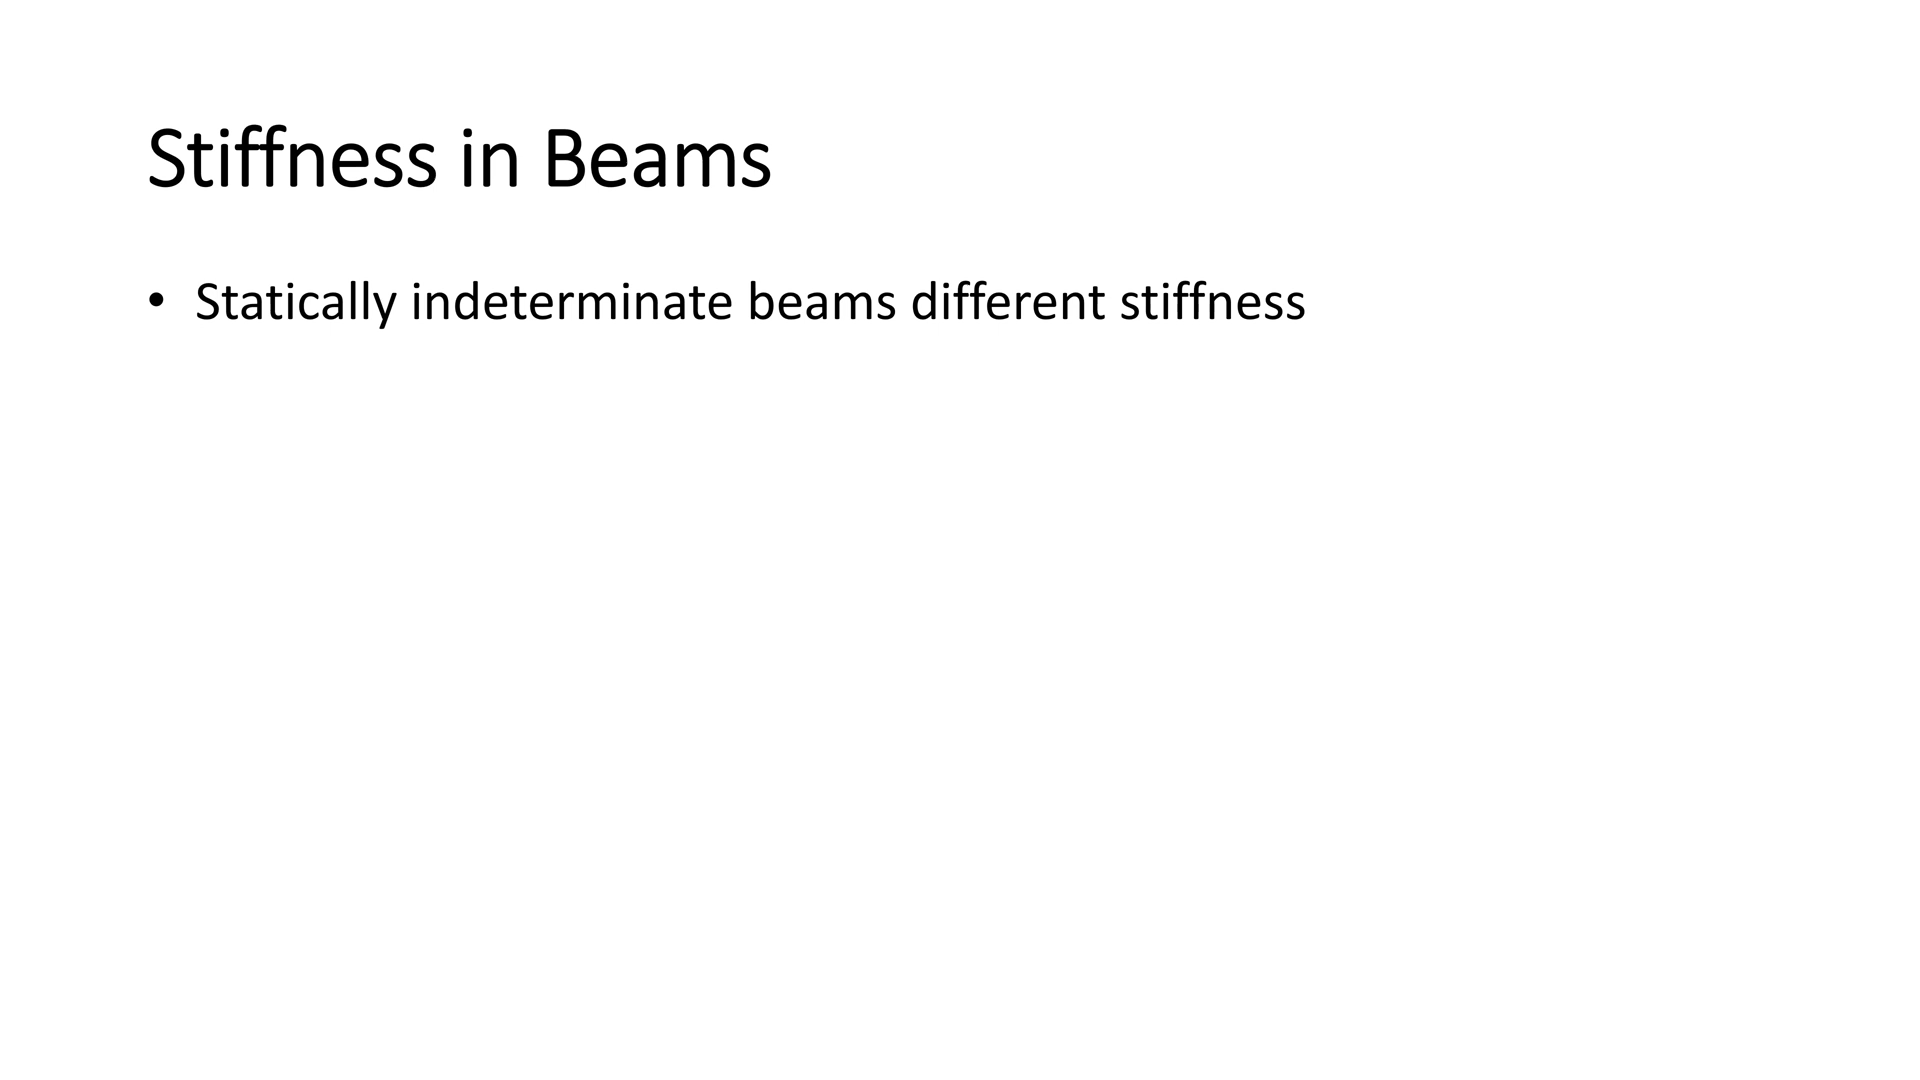 Stiffness in Beams
• Statically indeterminate beams different stiffness